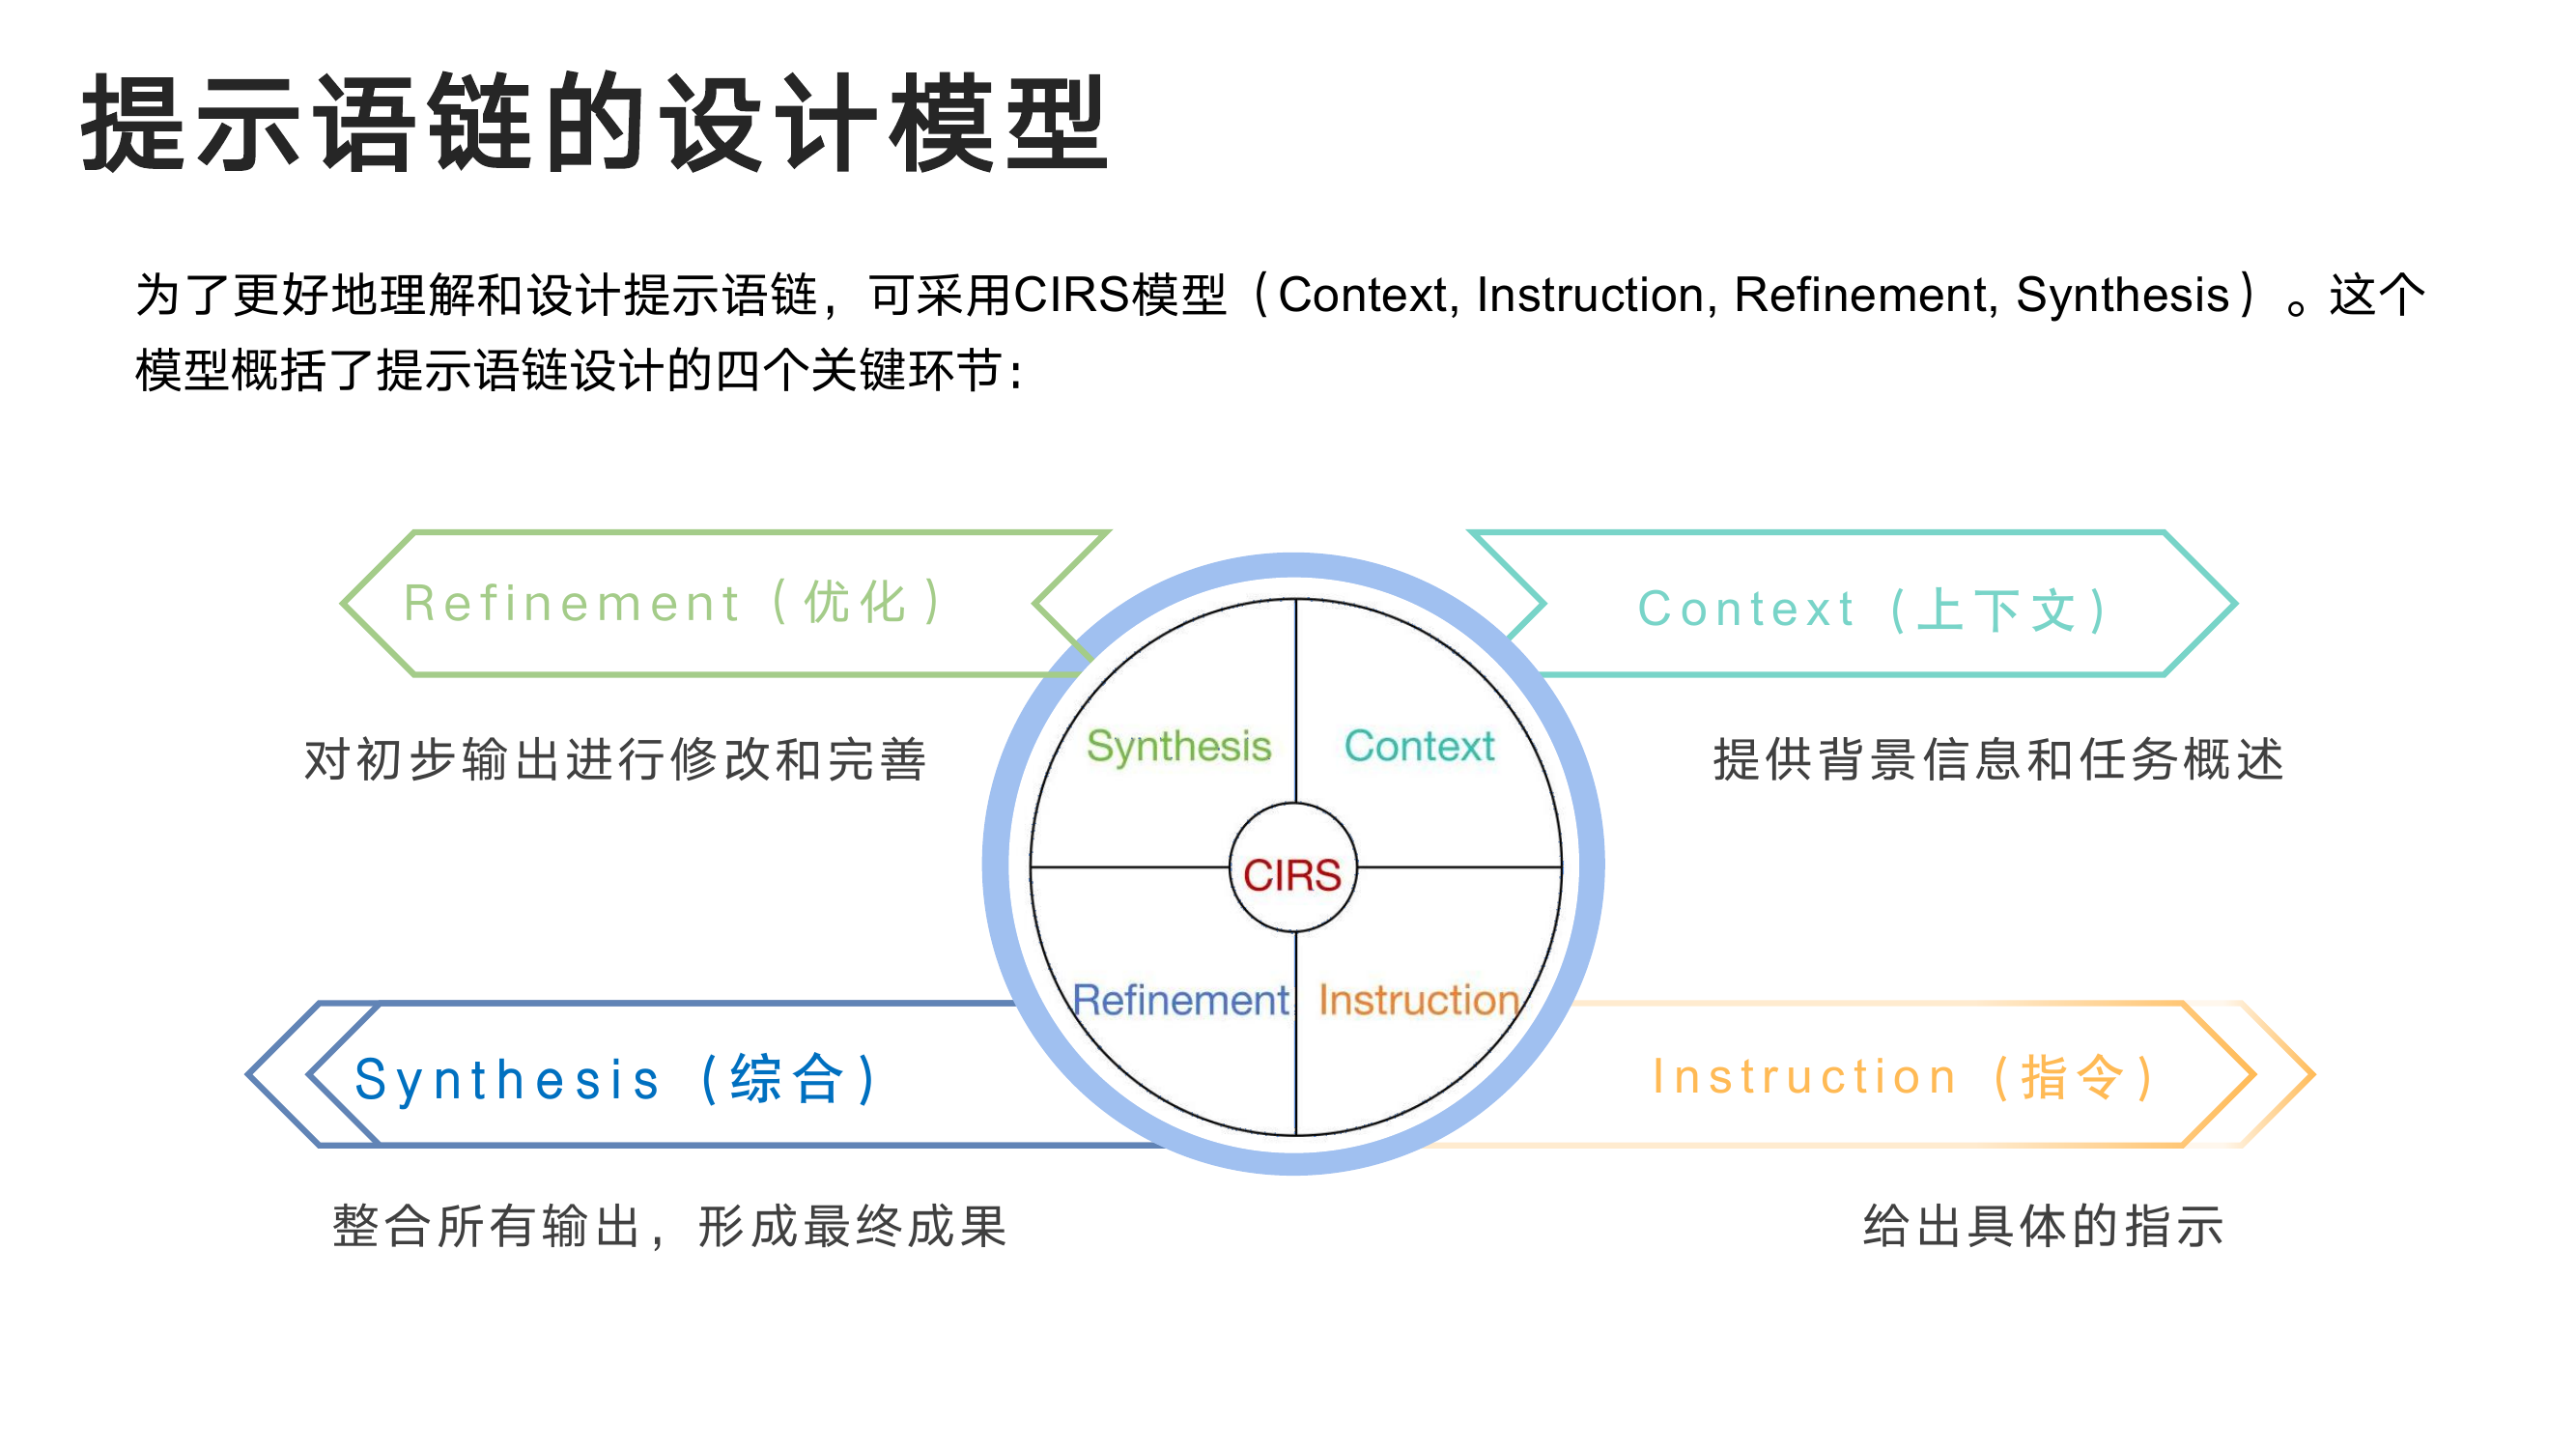 提示语链的设计模型
为了更好地理解和设计提示语链，可采用CIRS模型（Context, Instruction, Refinement, Synthesis）。这个
模型概括了提示语链设计的四个关键环节：
Refinement（优化）
Context（上下文）
对初步输出进行修改和完善
Synthesis
Context
提供背景信息和任务概述
CIRS
Refinement
Instruction
Synthesis（综合）
Instruction（指令）
整合所有输出，形成最终成果
给出具体的指示